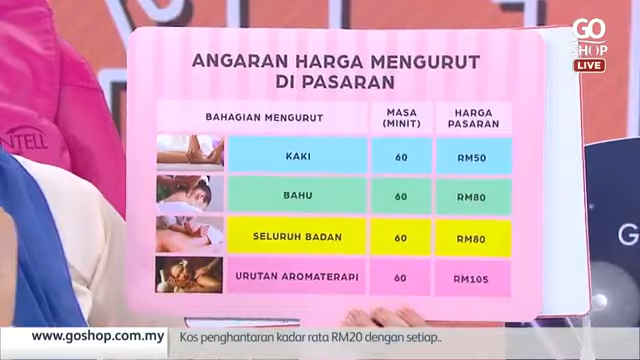 GO
SHOP
LIVE
ANGARAN HARGA MENGURUT
DI PASARAN
BAHAGIAN MENGURUT MASA (MINIT) HARGA PASARAN
KAKI 60 RM50
BAHU 60 RM80
SELURUH BADAN 60 RM80
URUTAN AROMATERAPI 60 RM105
NTELL
G
www.goshop.com.my Kos penghantaran kadar rata RM20 dengan setiap..